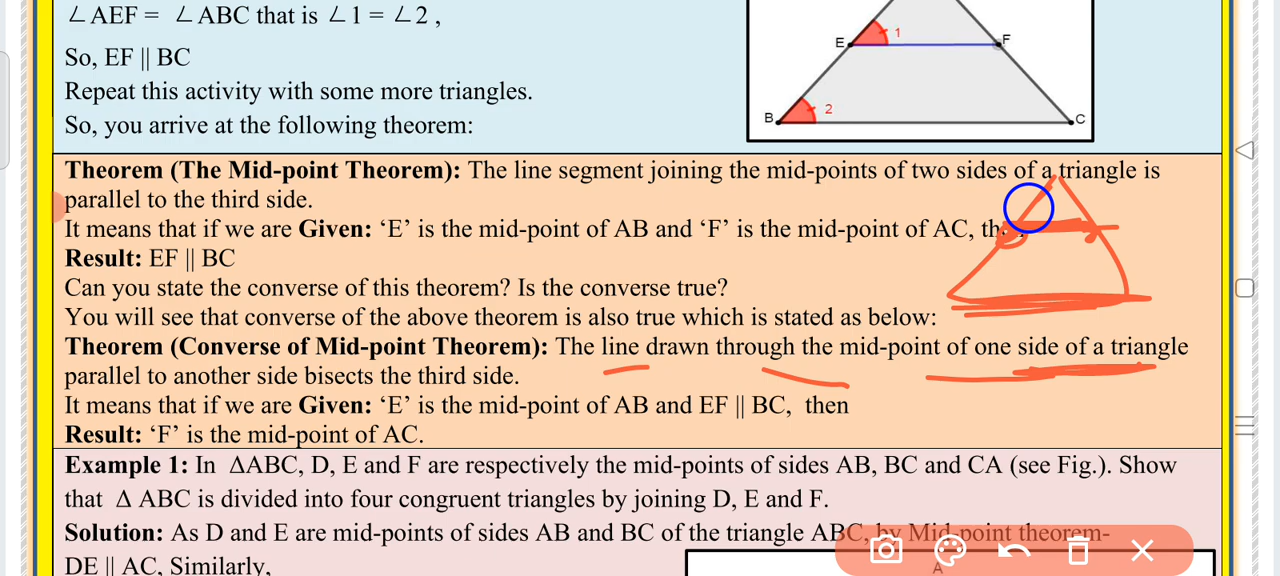 ∠AEF = ∠ABC that is ∠1 = ∠2 ,
So, EF || BC
Repeat this activity with some more triangles.
So, you arrive at the following theorem:
E
1
F
B
2
C
Theorem (The Mid-point Theorem): The line segment joining the mid-points of two sides of a triangle is
parallel to the third side.
It means that if we are Given: ‘E’ is the mid-point of AB and ‘F’ is the mid-point of AC,
Result: EF || BC
Can you state the converse of this theorem? Is the converse true?
You will see that converse of the above theorem is also true which is stated as below:
Theorem (Converse of Mid-point Theorem): The line drawn through the mid-point of one side of a triangle
parallel to another side bisects the third side.
It means that if we are Given: ‘E’ is the mid-point of AB and EF || BC, then
Result: ‘F’ is the mid-point of AC.
Example 1: In ΔABC, D, E and F are respectively the mid-points of sides AB, BC and CA (see Fig.). Show
that Δ ABC is divided into four congruent triangles by joining D, E and F.
Solution: As D and E are mid-points of sides AB and BC of the triangle ABC, by Mid-point theorem-
DE || AC, Similarly,
A